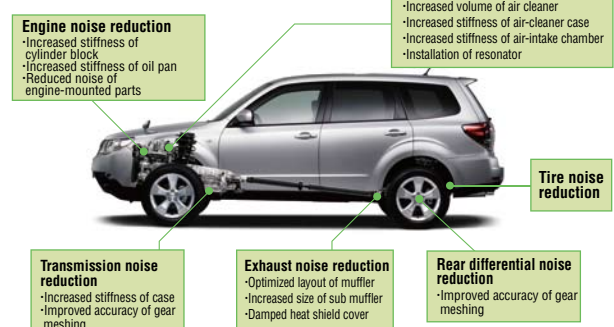 ·Increased volume of air cleaner
·Increased stiffness of air-cleaner case
·Increased stiffness of air-intake chamber
·Installation of resonator
Engine noise reduction
·Increased stiffness of
cylinder block
·Increased stiffness of oil pan
·Reduced noise of
engine-mounted parts
Tire noise
reduction
Transmission noise
reduction
·Increased stiffness of case
·Improved accuracy of gear
meshing
Exhaust noise reduction
·Optimized layout of muffler
·Increased size of sub muffler
·Damped heat shield cover
Rear differential noise
reduction
·Improved accuracy of gear
meshing